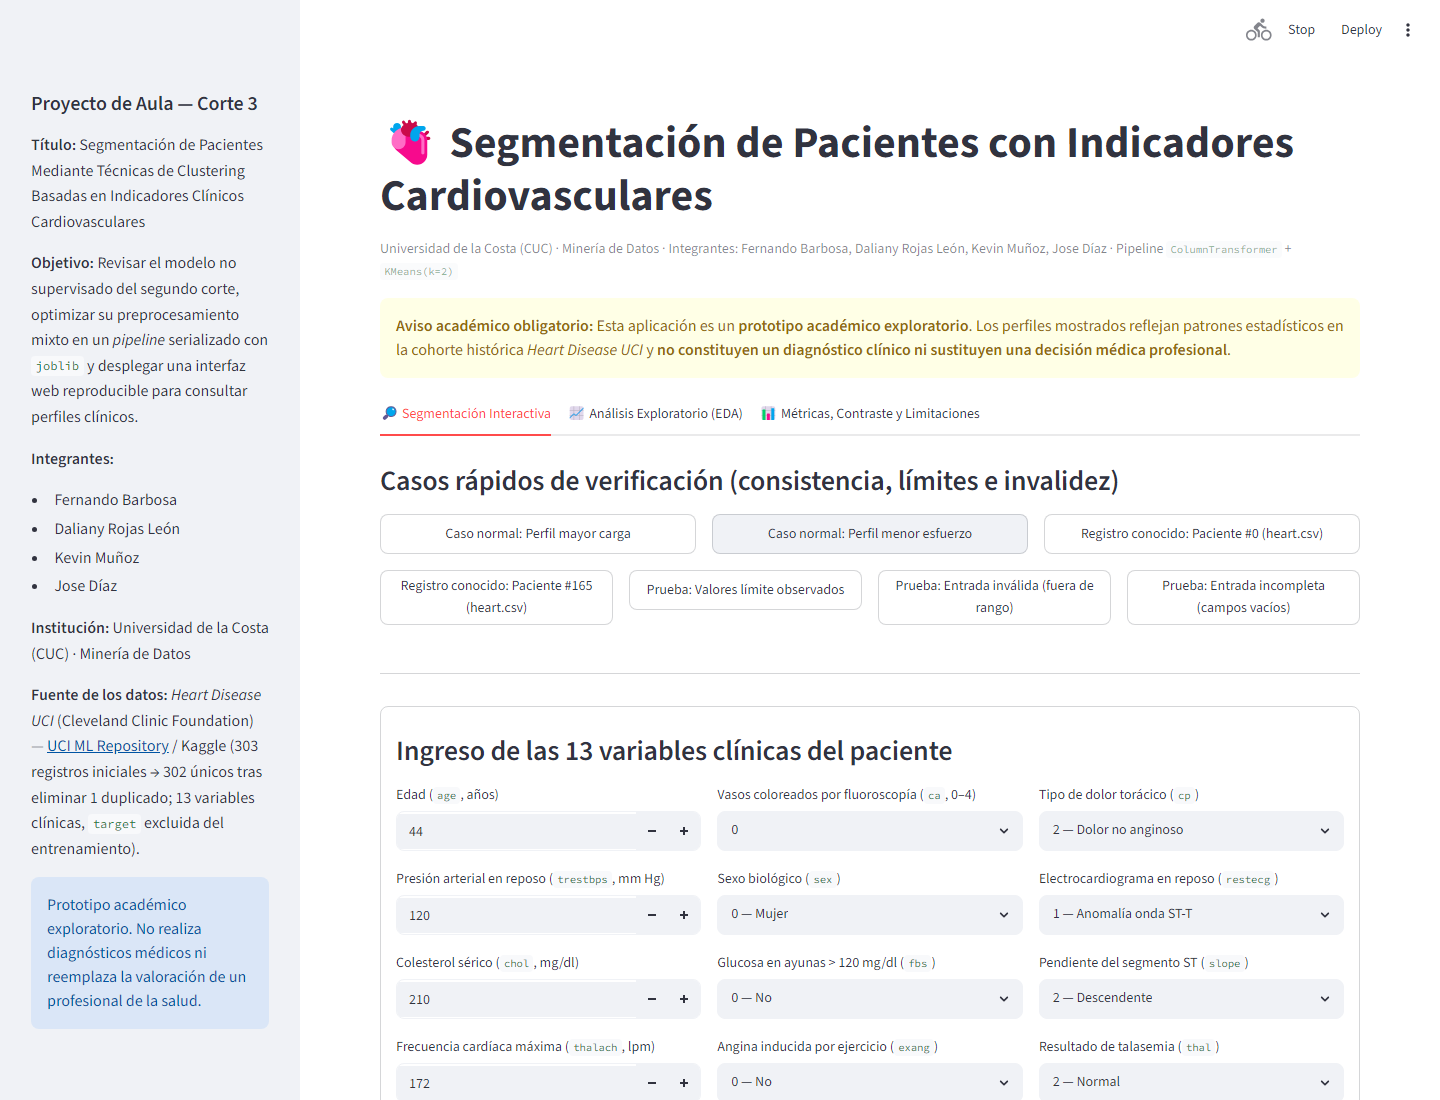 Stop
Deploy
Proyecto de Aula — Corte 3
Título: Segmentación de Pacientes
Mediante Técnicas de Clustering
Basadas en Indicadores Clínicos
Cardiovasculares
Objetivo: Revisar el modelo no
supervisado del segundo corte,
optimizar su preprocesamiento
mixto en un pipeline serializado con
joblib y desplegar una interfaz
web reproducible para consultar
perfiles clínicos.
Integrantes:
• Fernando Barbosa
• Daliany Rojas León
• Kevin Muñoz
• Jose Díaz
Institución: Universidad de la Costa
(CUC) · Minería de Datos
Fuente de los datos: Heart Disease
UCI (Cleveland Clinic Foundation)
— UCI ML Repository / Kaggle (303
registros iniciales → 302 únicos tras
eliminar 1 duplicado; 13 variables
clínicas, target excluida del
entrenamiento).
Prototipo académico
exploratorio. No realiza
diagnósticos médicos ni
reemplaza la valoración de un
profesional de la salud.
Segmentación de Pacientes con Indicadores
Cardiovasculares
Universidad de la Costa (CUC) · Minería de Datos · Integrantes: Fernando Barbosa, Daliany Rojas León, Kevin Muñoz, Jose Díaz · Pipeline ColumnTransformer +
KMeans(k=2)
Aviso académico obligatorio: Esta aplicación es un prototipo académico exploratorio. Los perfiles mostrados reflejan patrones estadísticos en
la cohorte histórica Heart Disease UCI y no constituyen un diagnóstico clínico ni sustituyen una decisión médica profesional.
Segmentación Interactiva
Análisis Exploratorio (EDA)
Métricas, Contraste y Limitaciones
Casos rápidos de verificación (consistencia, límites e invalidez)
Caso normal: Perfil mayor carga
Caso normal: Perfil menor esfuerzo
Registro conocido: Paciente #0 (heart.csv)
Registro conocido: Paciente #165
(heart.csv)
Prueba: Valores límite observados
Prueba: Entrada inválida (fuera de
rango)
Prueba: Entrada incompleta
(campos vacíos)
Ingreso de las 13 variables clínicas del paciente
Edad ( age , años)
44
Vasos coloreados por fluoroscopía ( ca , 0–4)
0
Tipo de dolor torácico ( cp )
2 — Dolor no anginoso
Presión arterial en reposo ( trestbps , mm Hg)
120
Sexo biológico ( sex )
0 — Mujer
Electrocardiograma en reposo ( restecg )
1 — Anomalía onda ST-T
Colesterol sérico ( chol , mg/dl)
210
Glucosa en ayunas > 120 mg/dl ( fbs )
0 — No
Pendiente del segmento ST ( slope )
2 — Descendente
Frecuencia cardíaca máxima ( thalach , lpm)
172
Angina inducida por ejercicio ( exang )
0 — No
Resultado de talasemia ( thal )
2 — Normal